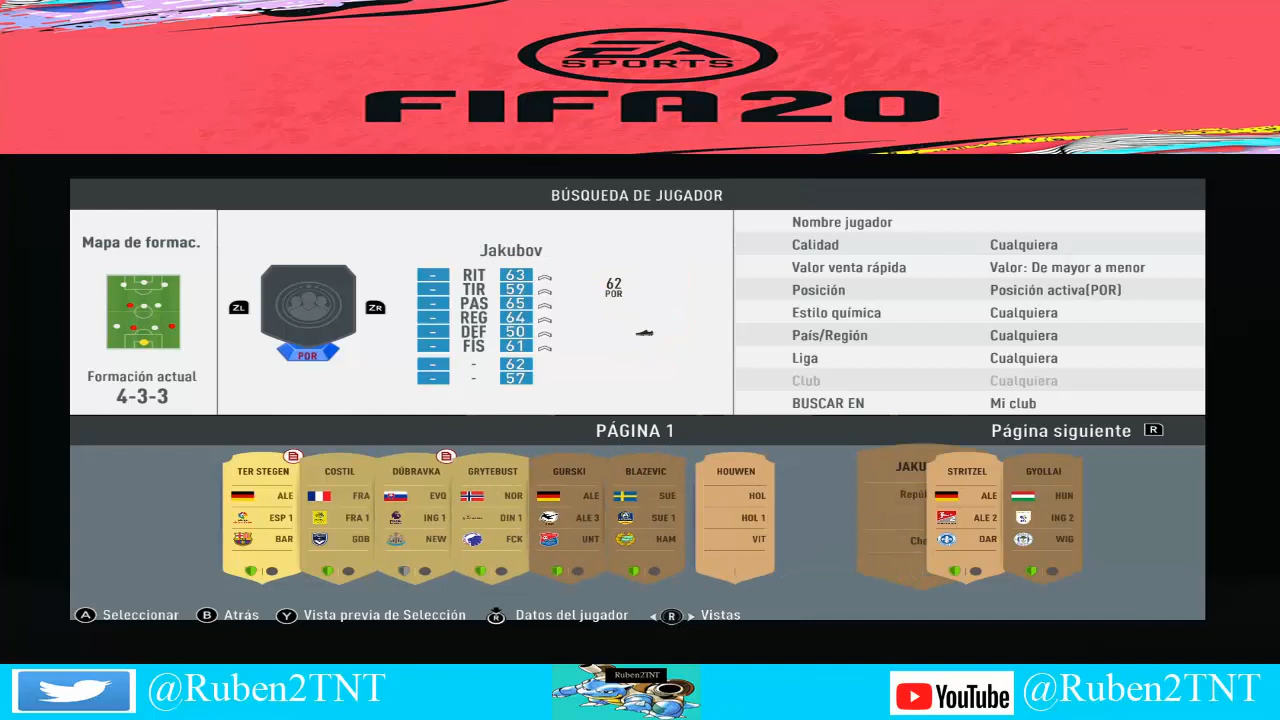 EA
SPORTS
FIFA 20
BÚSQUEDA DE JUGADOR
Mapa de formac.
Formación actual
4-3-3
ZL
ZR
POR
Jakubov
- RIT 63
- TIR 59
- PAS 65
- REG 64
- DEF 50
- FÍS 61
- - 62
- - 57
62
POR
Nombre jugador
Calidad Cualquiera
Valor venta rápida Valor: De mayor a menor
Posición Posición activa(POR)
Estilo química Cualquiera
País/Región Cualquiera
Liga Cualquiera
Club Cualquiera
BUSCAR EN Mi club
PÁGINA 1
Página siguiente R
TER STEGEN
ALE
ESP 1
BAR
COSTIL
FRA
FRA 1
GOB
DÚBRAVKA
EVQ
ING 1
NEW
GRYTEBUST
NOR
DIN 1
FCK
GURSKI
ALE
ALE 3
UNT
BLAZEVIC
SUE
SUE 1
HAM
HOUWEN
HOL
HOL 1
VIT
JAKU
Repúl
Che
STRITZEL
ALE
ALE 2
DAR
GYOLLAI
HUN
ING 2
WIG
A Seleccionar B Atrás Y Vista previa de Selección R Datos del jugador R Vistas
@Ruben2TNT
Ruben2TNT
YouTube
@Ruben2TNT